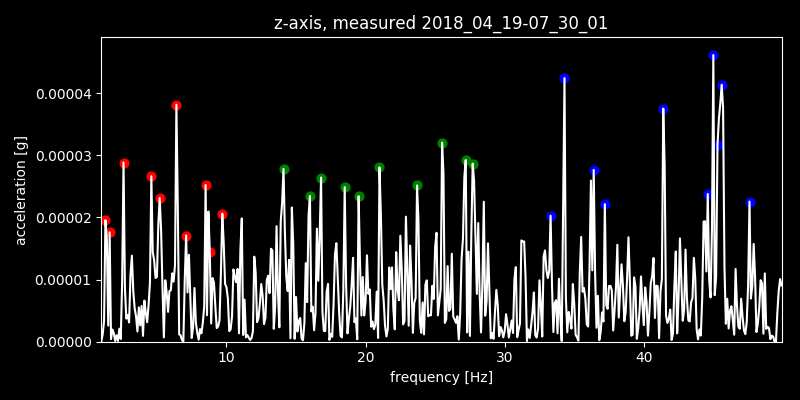 z-axis, measured 2018_04_19-07_30_01
0.00004
0.00003
0.00002
0.00001
0.00000
acceleration [g]
10 20 30 40
frequency [Hz]